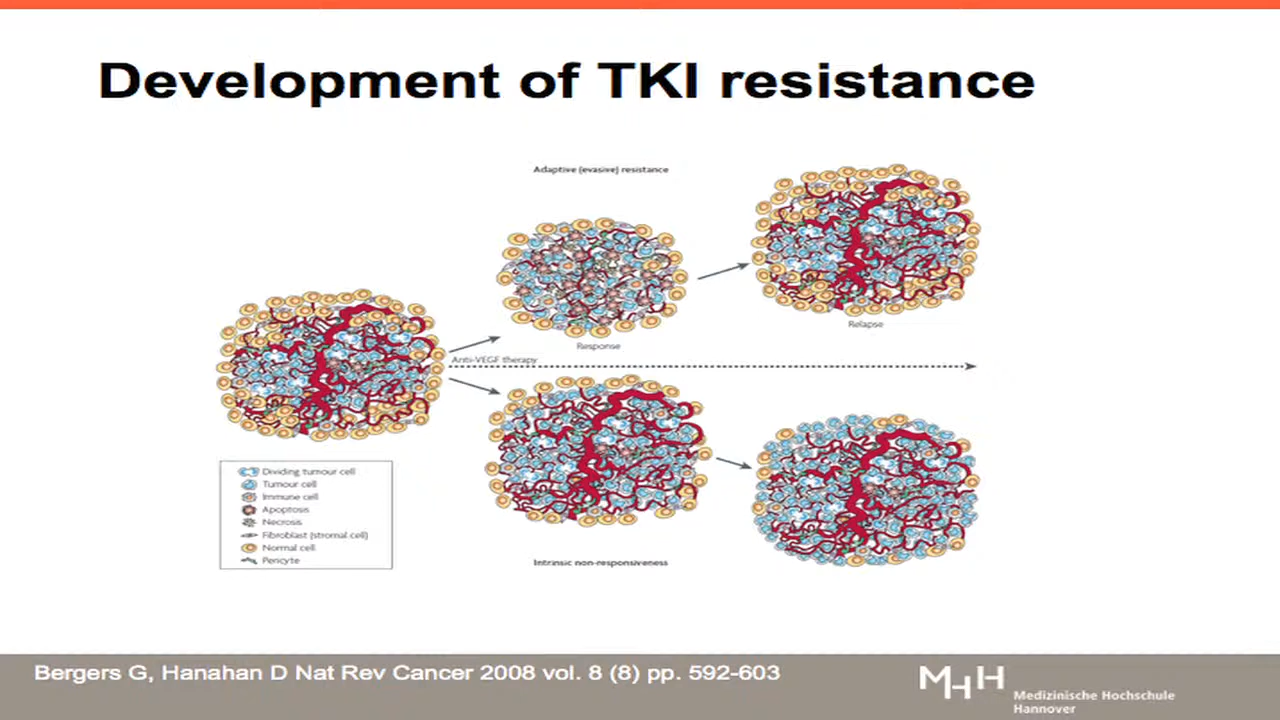 Development of TKI resistance
Adaptive (evasive) resistance
Relapse
Response
Anti-VEGF therapy
Dividing tumour cell
Tumour cell
Immune cell
Apoptosis
Necrosis
Fibroblast (stromal cell)
Normal cell
Pericyte
Intrinsic non-responsiveness
Bergers G, Hanahan D Nat Rev Cancer 2008 vol. 8 (8) pp. 592-603
MHH
Medizinische Hochschule
Hannover